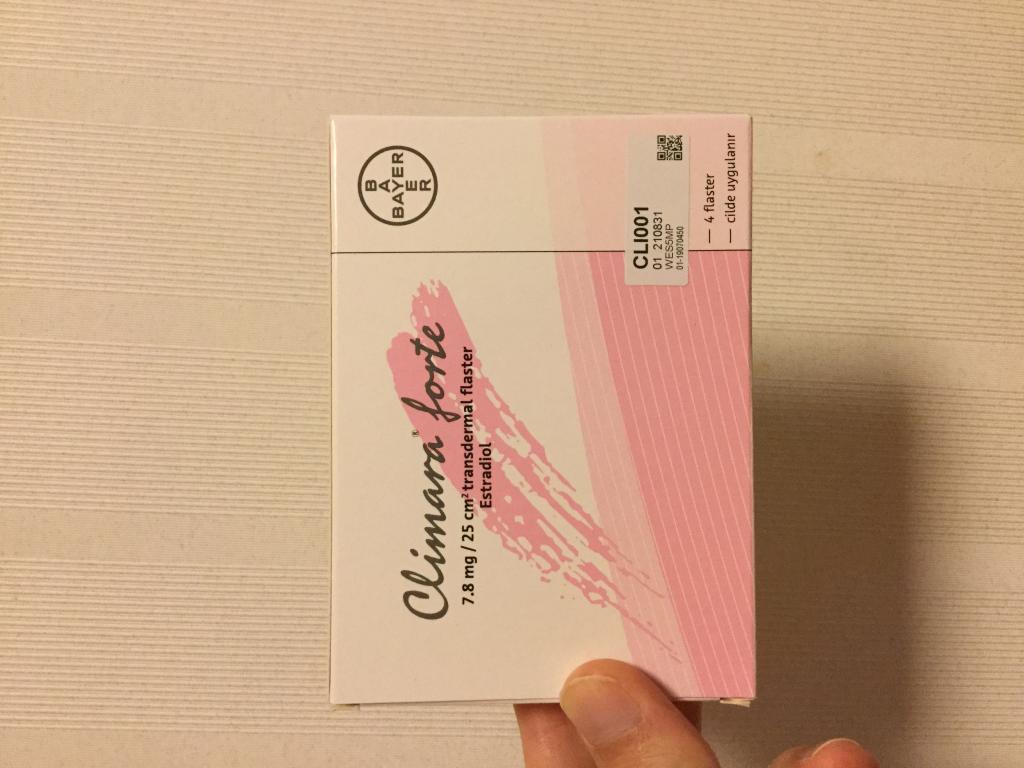 BAYER
BAYER
Climara® forte
7.8 mg / 25 cm² transdermal flaster
Estradiol
CLI001
01 210831
WES5MP
01-19070450
— 4 flaster
— cilde uygulanır